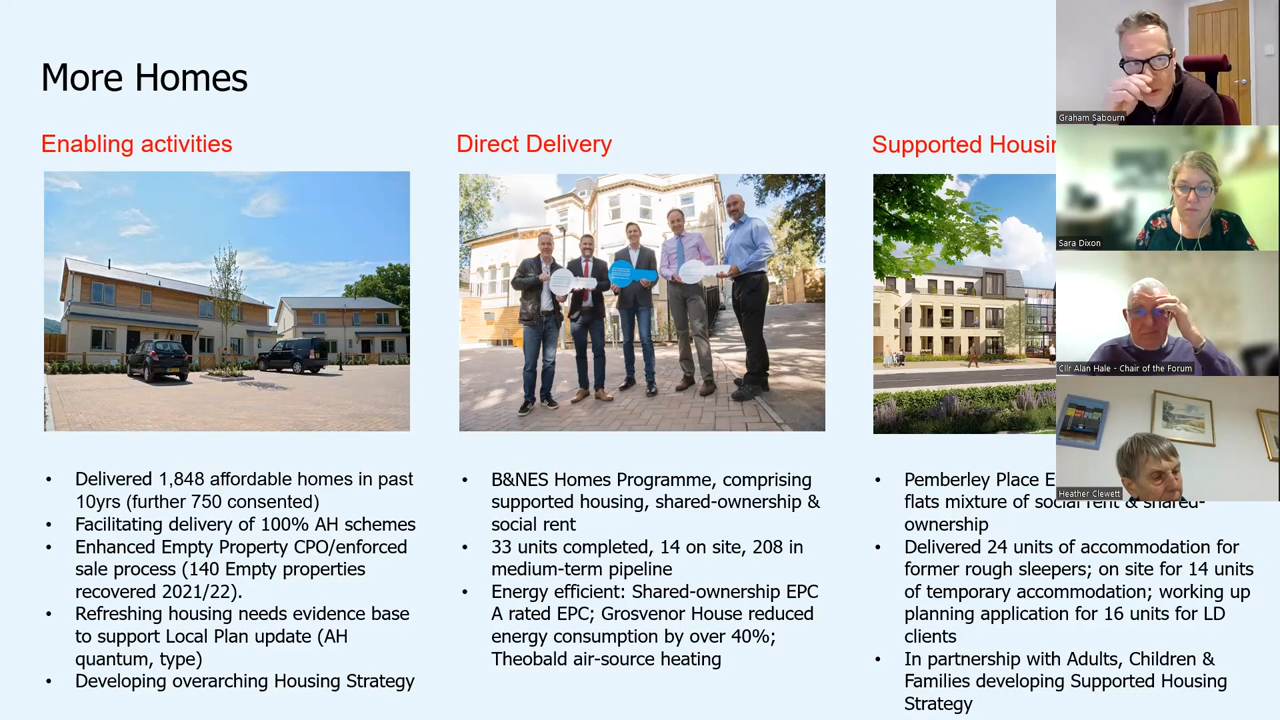 More Homes
Enabling activities
Direct Delivery
Supported
• Delivered 1,848 affordable homes in past
10yrs (further 750 consented)
• Facilitating delivery of 100% AH schemes
• Enhanced Empty Property CPO/enforced
sale process (140 Empty properties
recovered 2021/22).
• Refreshing housing needs evidence base
to support Local Plan update (AH
quantum, type)
• Developing overarching Housing Strategy
• B&NES Homes Programme, comprising
supported housing, shared-ownership &
social rent
• 33 units completed, 14 on site, 208 in
medium-term pipeline
• Energy efficient: Shared-ownership EPC
A rated EPC; Grosvenor House reduced
energy consumption by over 40%;
Theobald air-source heating
• Pemberley Place
flats mixture of social rent & shared-
ownership
• Delivered 24 units of accommodation for
former rough sleepers; on site for 14 units
of temporary accommodation; working up
planning application for 16 units for LD
clients
• In partnership with Adults, Children &
Families developing Supported Housing
Strategy
Graham Sabourn
Sara Dixon
Cllr Alan Hale - Chair of the Forum
Heather Clewett